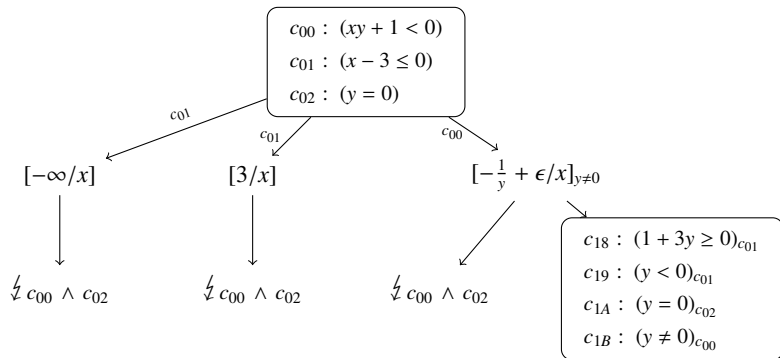 c₀₀ : (xy + 1 < 0)
c₀₁ : (x − 3 ≤ 0)
c₀₂ : (y = 0)
c₀₁
c₀₁
c₀₀
[−∞/x]
[3/x]
[−1/y + ϵ/x]y≠0
↯ c₀₀ ∧ c₀₂
↯ c₀₀ ∧ c₀₂
↯ c₀₀ ∧ c₀₂
c₁₈ : (1 + 3y ≥ 0)c₀₁
c₁₉ : (y < 0)c₀₁
c₁A : (y = 0)c₀₂
c₁B : (y ≠ 0)c₀₀